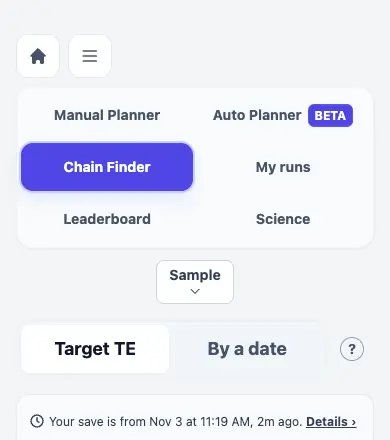 Manual Planner
Auto Planner BETA
Chain Finder
My runs
Leaderboard
Science
Sample
Target TE
By a date
?
Your save is from Nov 3 at 11:19 AM, 2m ago. Details ›